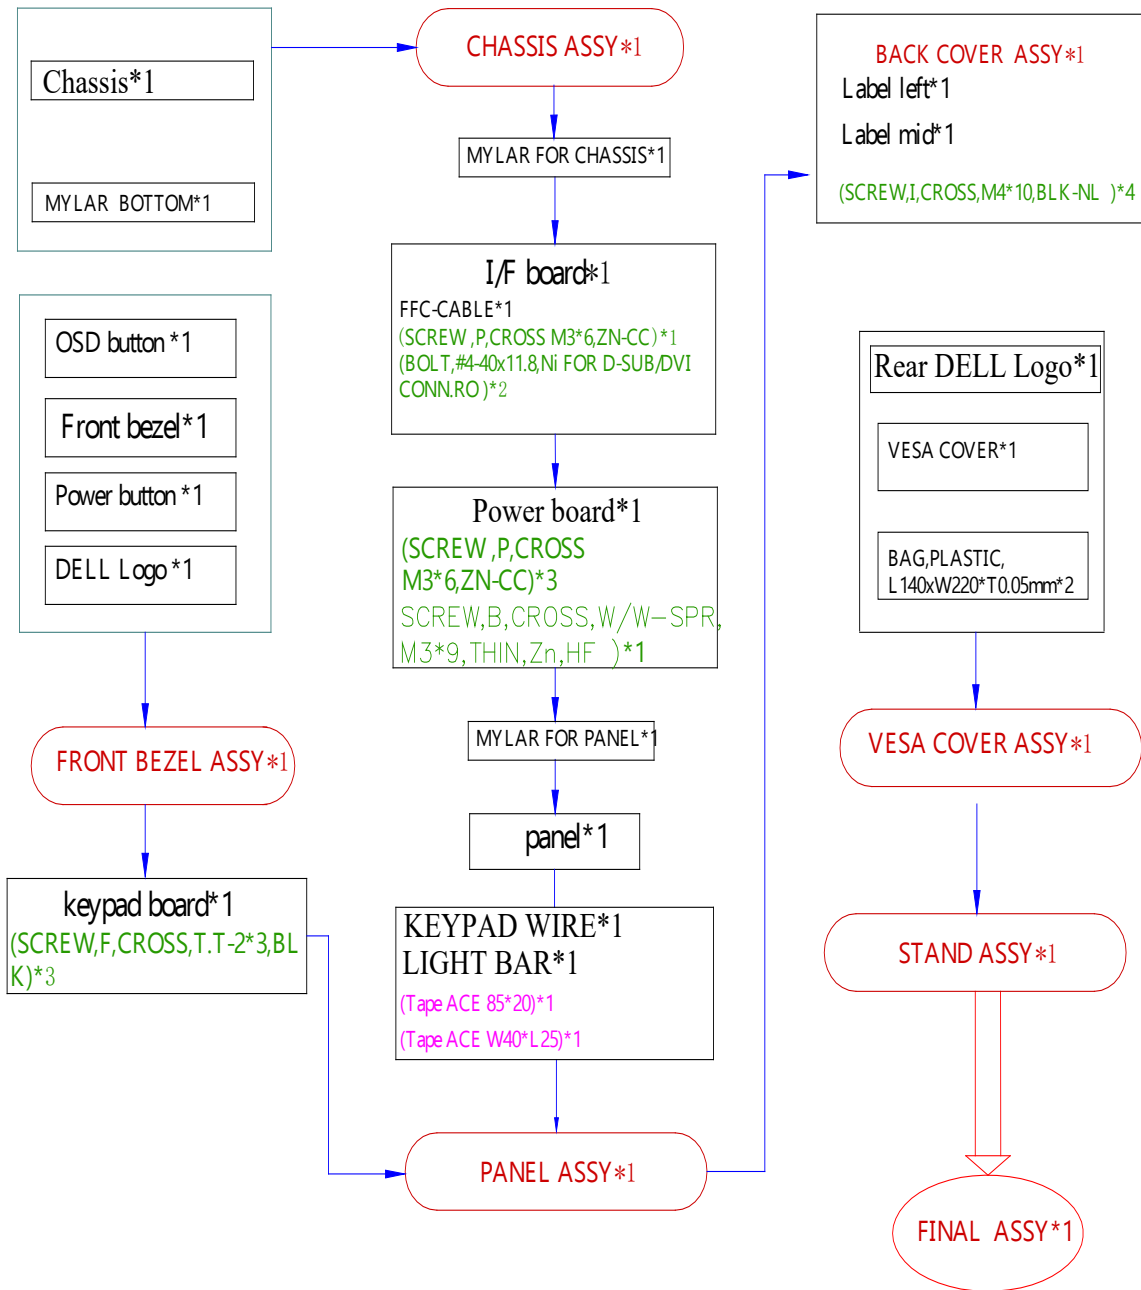 Chassis*1
MYLAR BOTTOM*1
OSD button *1
Front bezel*1
Power button *1
DELL Logo *1
FRONT BEZEL ASSY*1
keypad board*1
(SCREW,F,CROSS,T.T-2*3,BL
K)*3
CHASSIS ASSY*1
MYLAR FOR CHASSIS*1
I/F board*1
FFC-CABLE*1
(SCREW ,P,CROSS M3*6,ZN-CC)*1
(BOLT,#4-40x11.8,Ni FOR D-SUB/DVI
CONN.RO )*2
Power board*1
(SCREW ,P,CROSS
M3*6,ZN-CC)*3
SCREW,B,CROSS,W/W-SPR,
M3*9,THIN,Zn,HF )*1
MYLAR FOR PANEL*1
panel*1
KEYPAD WIRE*1
LIGHT BAR*1
(Tape ACE 85*20)*1
(Tape ACE W40*L25)*1
PANEL ASSY*1
BACK COVER ASSY*1
Label left*1
Label mid*1
(SCREW,I,CROSS,M4*10,BLK-NL )*4
Rear DELL Logo*1
VESA COVER*1
BAG,PLASTIC,
L140xW220*T0.05mm*2
VESA COVER ASSY*1
STAND ASSY*1
FINAL ASSY*1